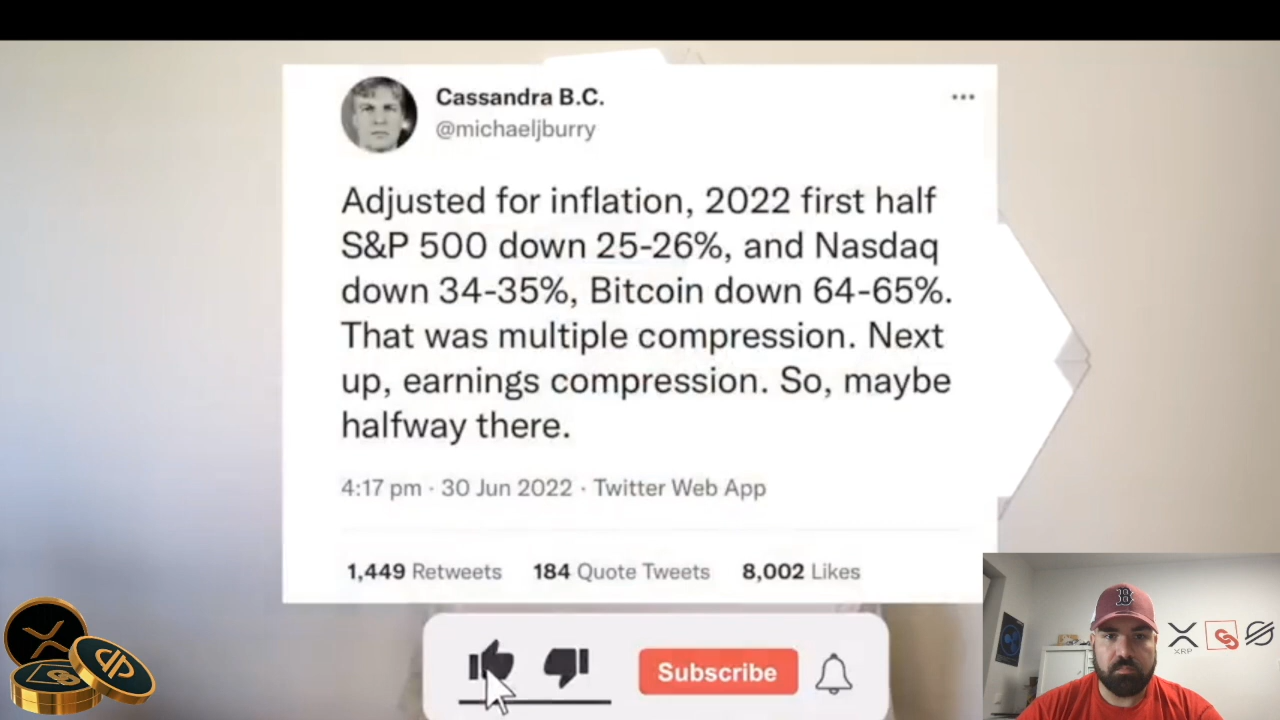 Cassandra B.C.
@michaeljburry
Adjusted for inflation, 2022 first half
S&P 500 down 25-26%, and Nasdaq
down 34-35%, Bitcoin down 64-65%.
That was multiple compression. Next
up, earnings compression. So, maybe
halfway there.
4:17 pm · 30 Jun 2022 · Twitter Web App
1,449 Retweets 184 Quote Tweets 8,002 Likes
Subscribe
B
XRP